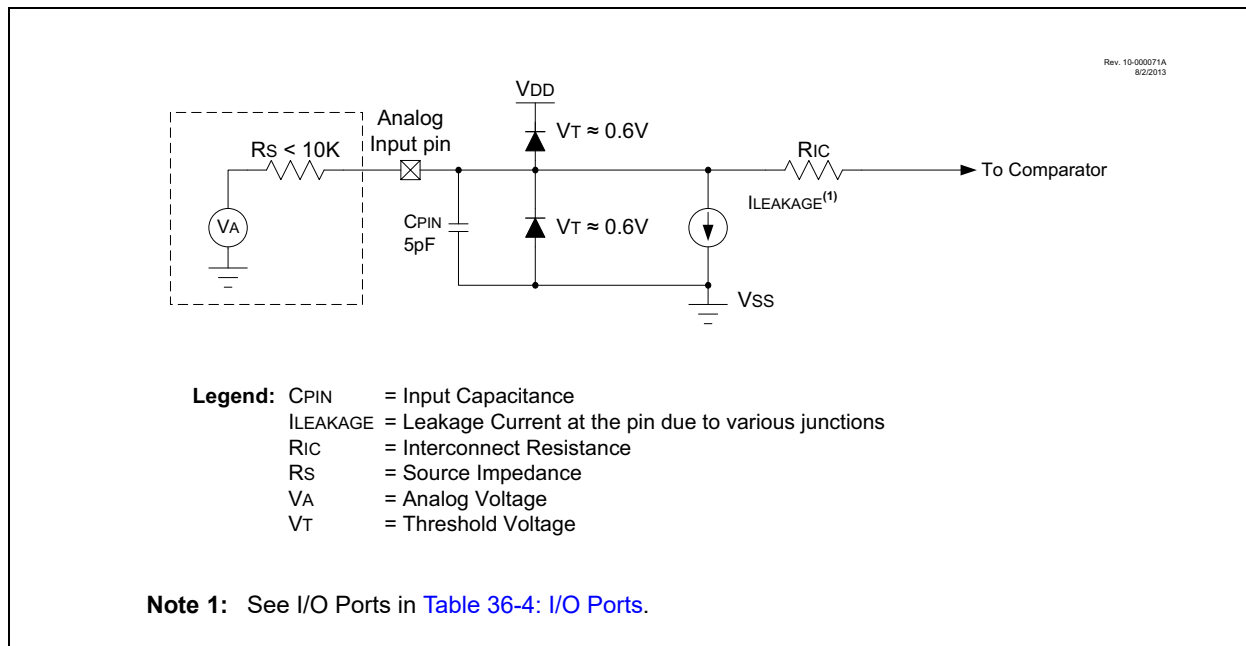 Rev. 10-000071A
8/2/2013
VDD
Analog
Input pin
VT ≈ 0.6V
RS < 10K
RIC
To Comparator
ILEAKAGE(1)
VA
CPIN
5pF
VT ≈ 0.6V
VSS
Legend: CPIN = Input Capacitance
ILEAKAGE = Leakage Current at the pin due to various junctions
RIC = Interconnect Resistance
RS = Source Impedance
VA = Analog Voltage
VT = Threshold Voltage
Note 1: See I/O Ports in Table 36-4: I/O Ports.